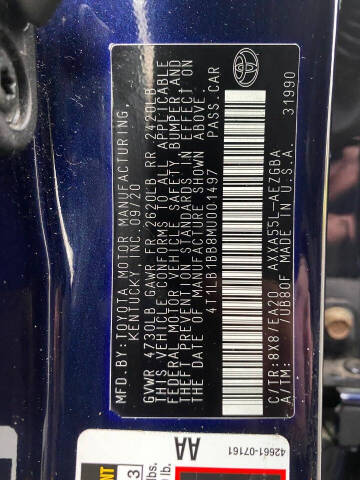 MFD.BY:TOYOTA MOTOR MANUFACTURING,
KENTUCKY, INC. 09/20
GVWR 4730LB GAWR FR 2620LB RR 2420LB
THIS VEHICLE CONFORMS TO ALL APPLICABLE
FEDERAL MOTOR VEHICLE SAFETY, BUMPER, AND
THEFT PREVENTION STANDARDS IN EFFECT ON
THE DATE OF MANUFACTURE SHOWN ABOVE.
4T1LB1BB8MU001497 PASS.CAR
C/TR:8X8/EA20 AXXA55L-AEZGBA
A/TM: /UB80F MADE IN U.S.A.
31990
42661-07161
AA